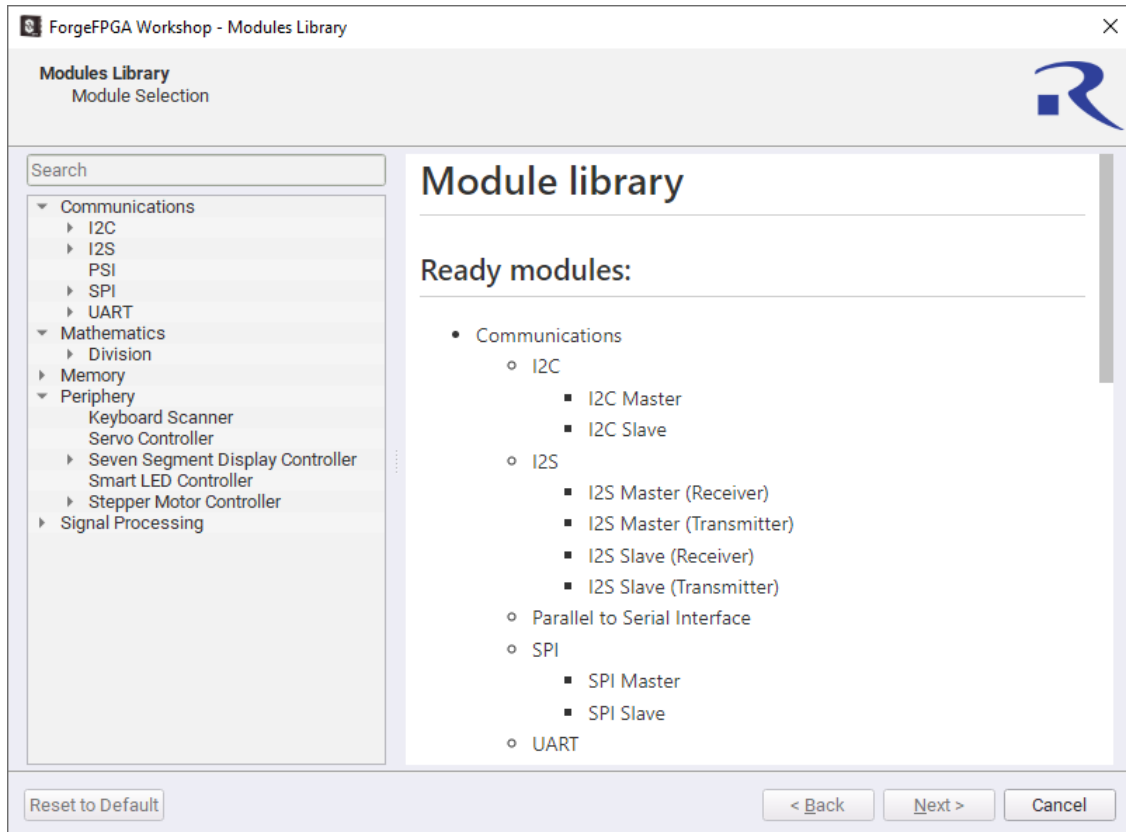 ForgeFPGA Workshop - Modules Library
Modules Library
Module Selection
Search
Communications
I2C
I2S
PSI
SPI
UART
Mathematics
Division
Memory
Periphery
Keyboard Scanner
Servo Controller
Seven Segment Display Controller
Smart LED Controller
Stepper Motor Controller
Signal Processing
Module library
Ready modules:
Communications
I2C
I2C Master
I2C Slave
I2S
I2S Master (Receiver)
I2S Master (Transmitter)
I2S Slave (Receiver)
I2S Slave (Transmitter)
Parallel to Serial Interface
SPI
SPI Master
SPI Slave
UART
Reset to Default
< Back
Next >
Cancel